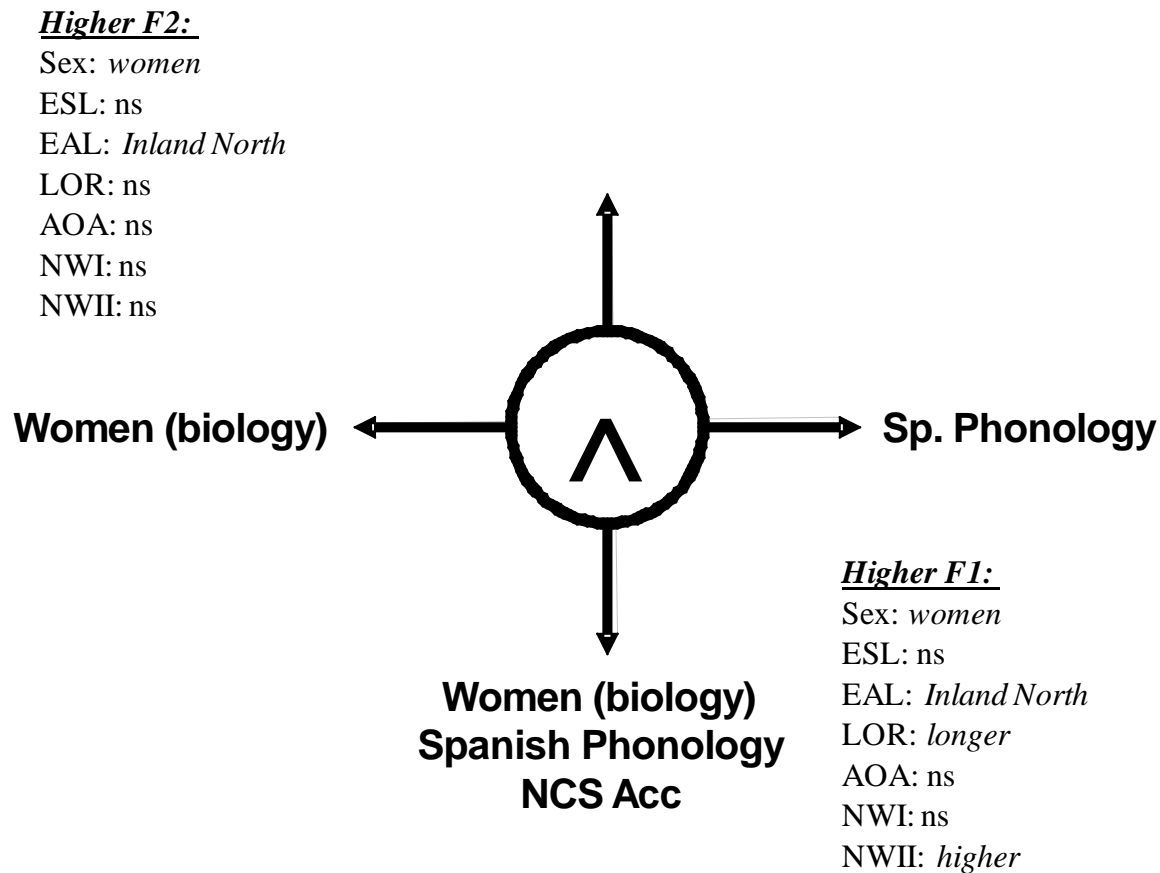 Higher F2:
Sex: women
ESL: ns
EAL: Inland North
LOR: ns
AOA: ns
NWI: ns
NWII: ns
Women (biology)
ʌ
Sp. Phonology
Women (biology)
Spanish Phonology
NCS Acc
Higher F1:
Sex: women
ESL: ns
EAL: Inland North
LOR: longer
AOA: ns
NWI: ns
NWII: higher